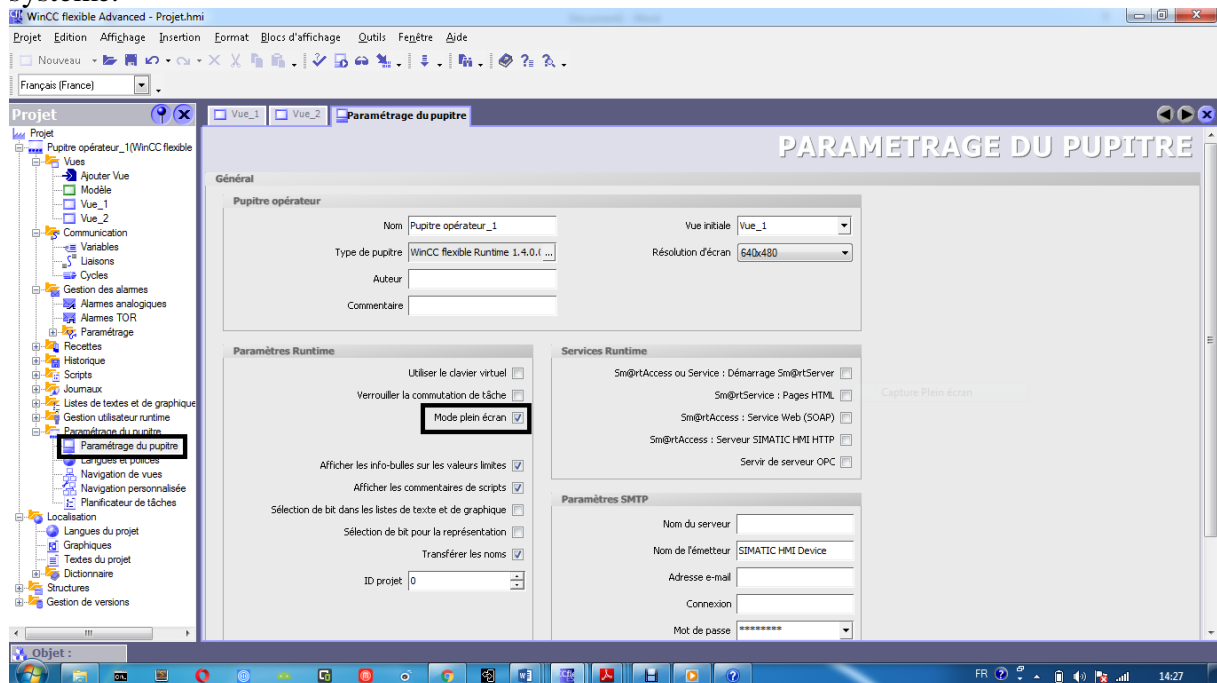 système.
WinCC flexible Advanced - Projet.hmi
Projet Edition Affichage Insertion Format Blocs d'affichage Outils Fenêtre Aide
Nouveau
Français (France)
Projet
Vue_1 Vue_2 Paramétrage du pupitre
PARAMETRAGE DU PUPITRE
Projet
Pupitre opérateur_1(WinCC flexible
Vues
Ajouter Vue
Modèle
Vue_1
Vue_2
Communication
Variables
Liaisons
Cycles
Gestion des alarmes
Alarmes analogiques
Alarmes TOR
Paramétrage
Recettes
Historique
Scripts
Journaux
Listes de textes et de graphique
Gestion utilisateur runtime
Paramétrage du pupitre
Paramétrage du pupitre
Langues et polices
Navigation de vues
Navigation personnalisée
Planificateur de tâches
Localisation
Langues du projet
Graphiques
Textes du projet
Dictionnaire
Structures
Gestion de versions
Général
Pupitre opérateur
Nom Pupitre opérateur_1
Vue initiale Vue_1
Type de pupitre WinCC flexible Runtime 1.4.0.( ...
Résolution d'écran 640x480
Auteur
Commentaire
Paramètres Runtime
Utiliser le clavier virtuel
Verrouiller la commutation de tâche
Mode plein écran
Afficher les info-bulles sur les valeurs limites
Afficher les commentaires de scripts
Sélection de bit dans les listes de texte et de graphique
Sélection de bit pour la représentation
Transférer les noms
ID projet 0
Services Runtime
Sm@rtAccess ou Service : Démarrage Sm@rtServer
Sm@rtService : Pages HTML
Sm@rtAccess : Service Web (SOAP)
Sm@rtAccess : Serveur SIMATIC HMI HTTP
Servir de serveur OPC
Capture Plein écran
Paramètres SMTP
Nom du serveur
Nom de l'émetteur SIMATIC HMI Device
Adresse e-mail
Connexion
Mot de passe ********
Objet :
FR 14:27